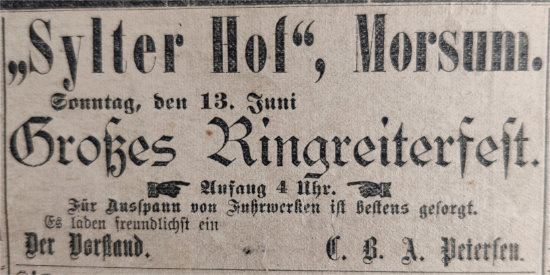 „Sylter Hof“, Morsum.
Sonntag, den 13. Juni
Großes Ringreiterfest.
Anfang 4 Uhr.
Für Ausspann von Fuhrwerken ist bestens gesorgt.
Es laden freundlichst ein
Der Vorstand. C. B. A. Petersen.